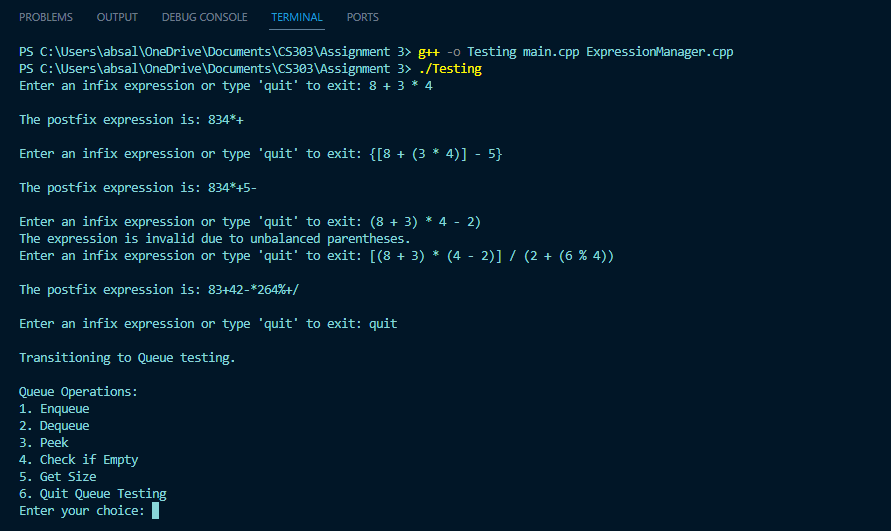 PROBLEMS OUTPUT DEBUG CONSOLE TERMINAL PORTS
PS C:\Users\absal\OneDrive\Documents\CS303\Assignment 3> g++ -o Testing main.cpp ExpressionManager.cpp
PS C:\Users\absal\OneDrive\Documents\CS303\Assignment 3> ./Testing
Enter an infix expression or type 'quit' to exit: 8 + 3 * 4
The postfix expression is: 834*+
Enter an infix expression or type 'quit' to exit: {[8 + (3 * 4)] - 5}
The postfix expression is: 834*+5-
Enter an infix expression or type 'quit' to exit: (8 + 3) * 4 - 2)
The expression is invalid due to unbalanced parentheses.
Enter an infix expression or type 'quit' to exit: [(8 + 3) * (4 - 2)] / (2 + (6 % 4))
The postfix expression is: 83+42-*264%+/
Enter an infix expression or type 'quit' to exit: quit
Transitioning to Queue testing.
Queue Operations:
1. Enqueue
2. Dequeue
3. Peek
4. Check if Empty
5. Get Size
6. Quit Queue Testing
Enter your choice: